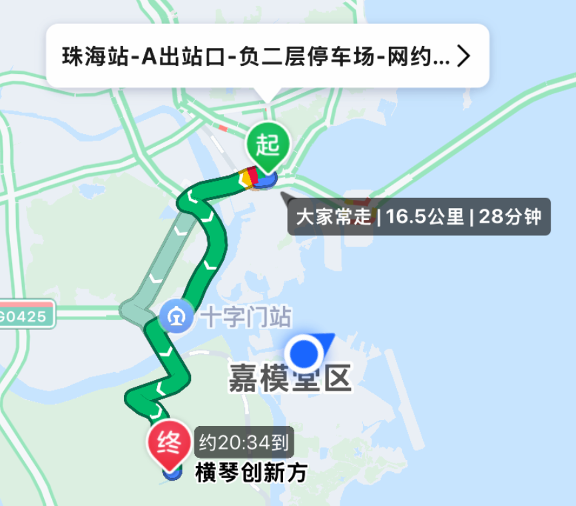 珠海站-A出站口-负二层停车场-网约...
起
大家常走 | 16.5公里 | 28分钟
G0425
十字门站
嘉模堂区
终
约20:34到
横琴创新方